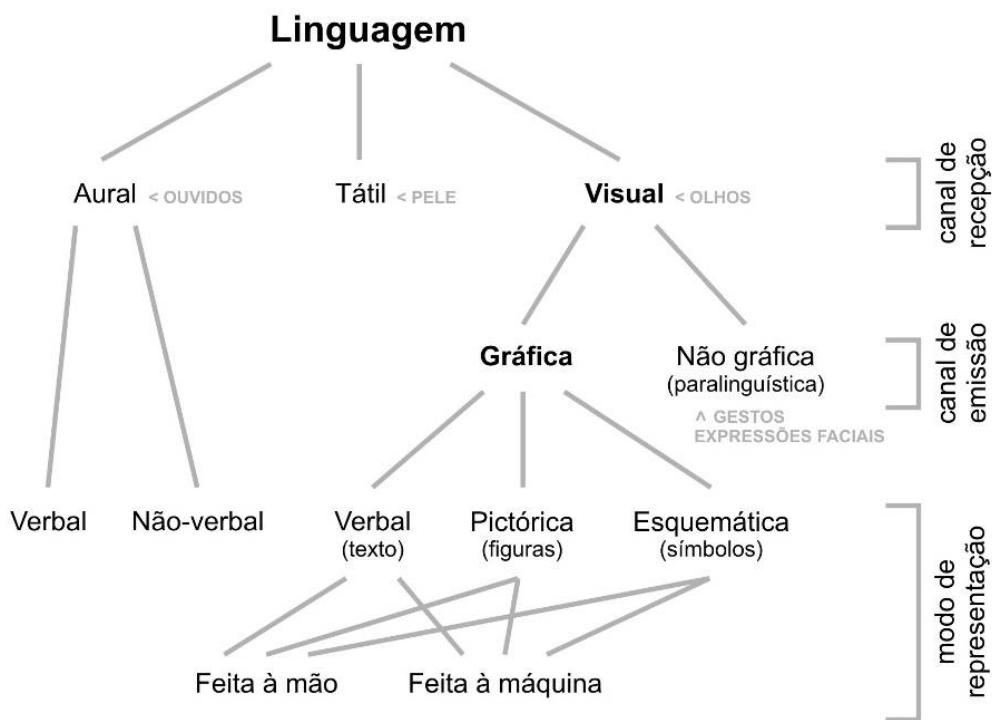 Linguagem
Aural < OUVIDOS
Tátil < PELE
Visual < OLHOS
canal de
recepção
Gráfica
Não gráfica
(paralinguística)
^ GESTOS
EXPRESSÕES FACIAIS
canal de
emissão
Verbal
Não-verbal
Verbal
(texto)
Pictórica
(figuras)
Esquemática
(símbolos)
Feita à mão
Feita à máquina
modo de
representação